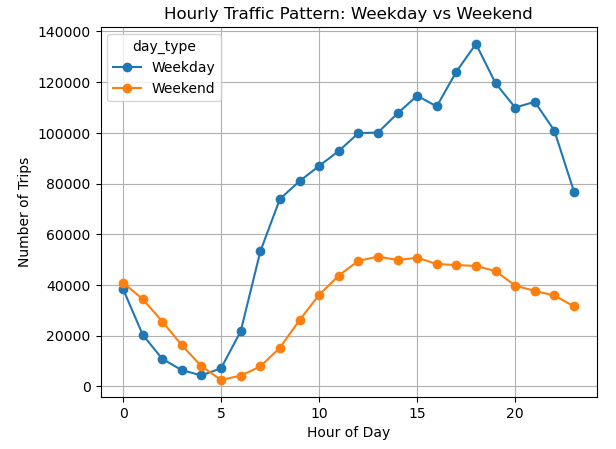 Hourly Traffic Pattern: Weekday vs Weekend
140000
120000
100000
80000
60000
40000
20000
0
Number of Trips
day_type
Weekday
Weekend
0 5 10 15 20
Hour of Day